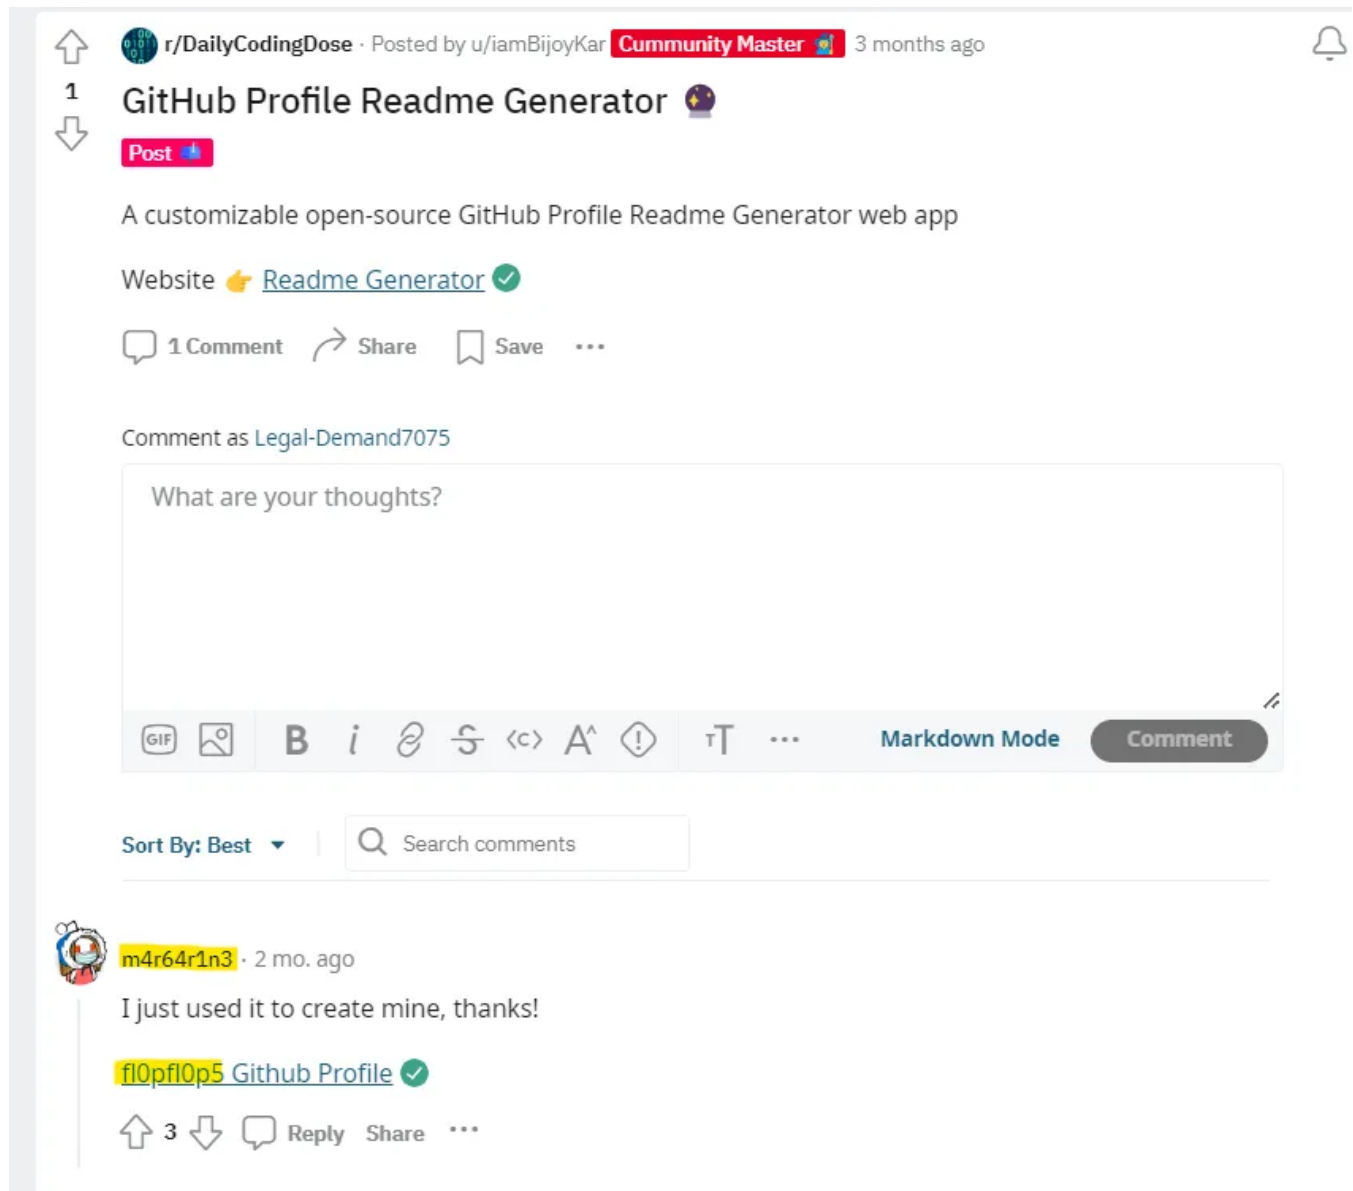 r/DailyCodingDose · Posted by u/iamBijoyKar Cummunity Master 3 months ago
1
GitHub Profile Readme Generator 🔮
Post
A customizable open-source GitHub Profile Readme Generator web app
Website 👉 Readme Generator
1 Comment Share Save ···
Comment as Legal-Demand7075
What are your thoughts?
GIF B i S <c> A^ ! TT ··· Markdown Mode Comment
Sort By: Best Search comments
m4r64r1n3 · 2 mo. ago
I just used it to create mine, thanks!
fl0pfl0p5 Github Profile
3 Reply Share ···